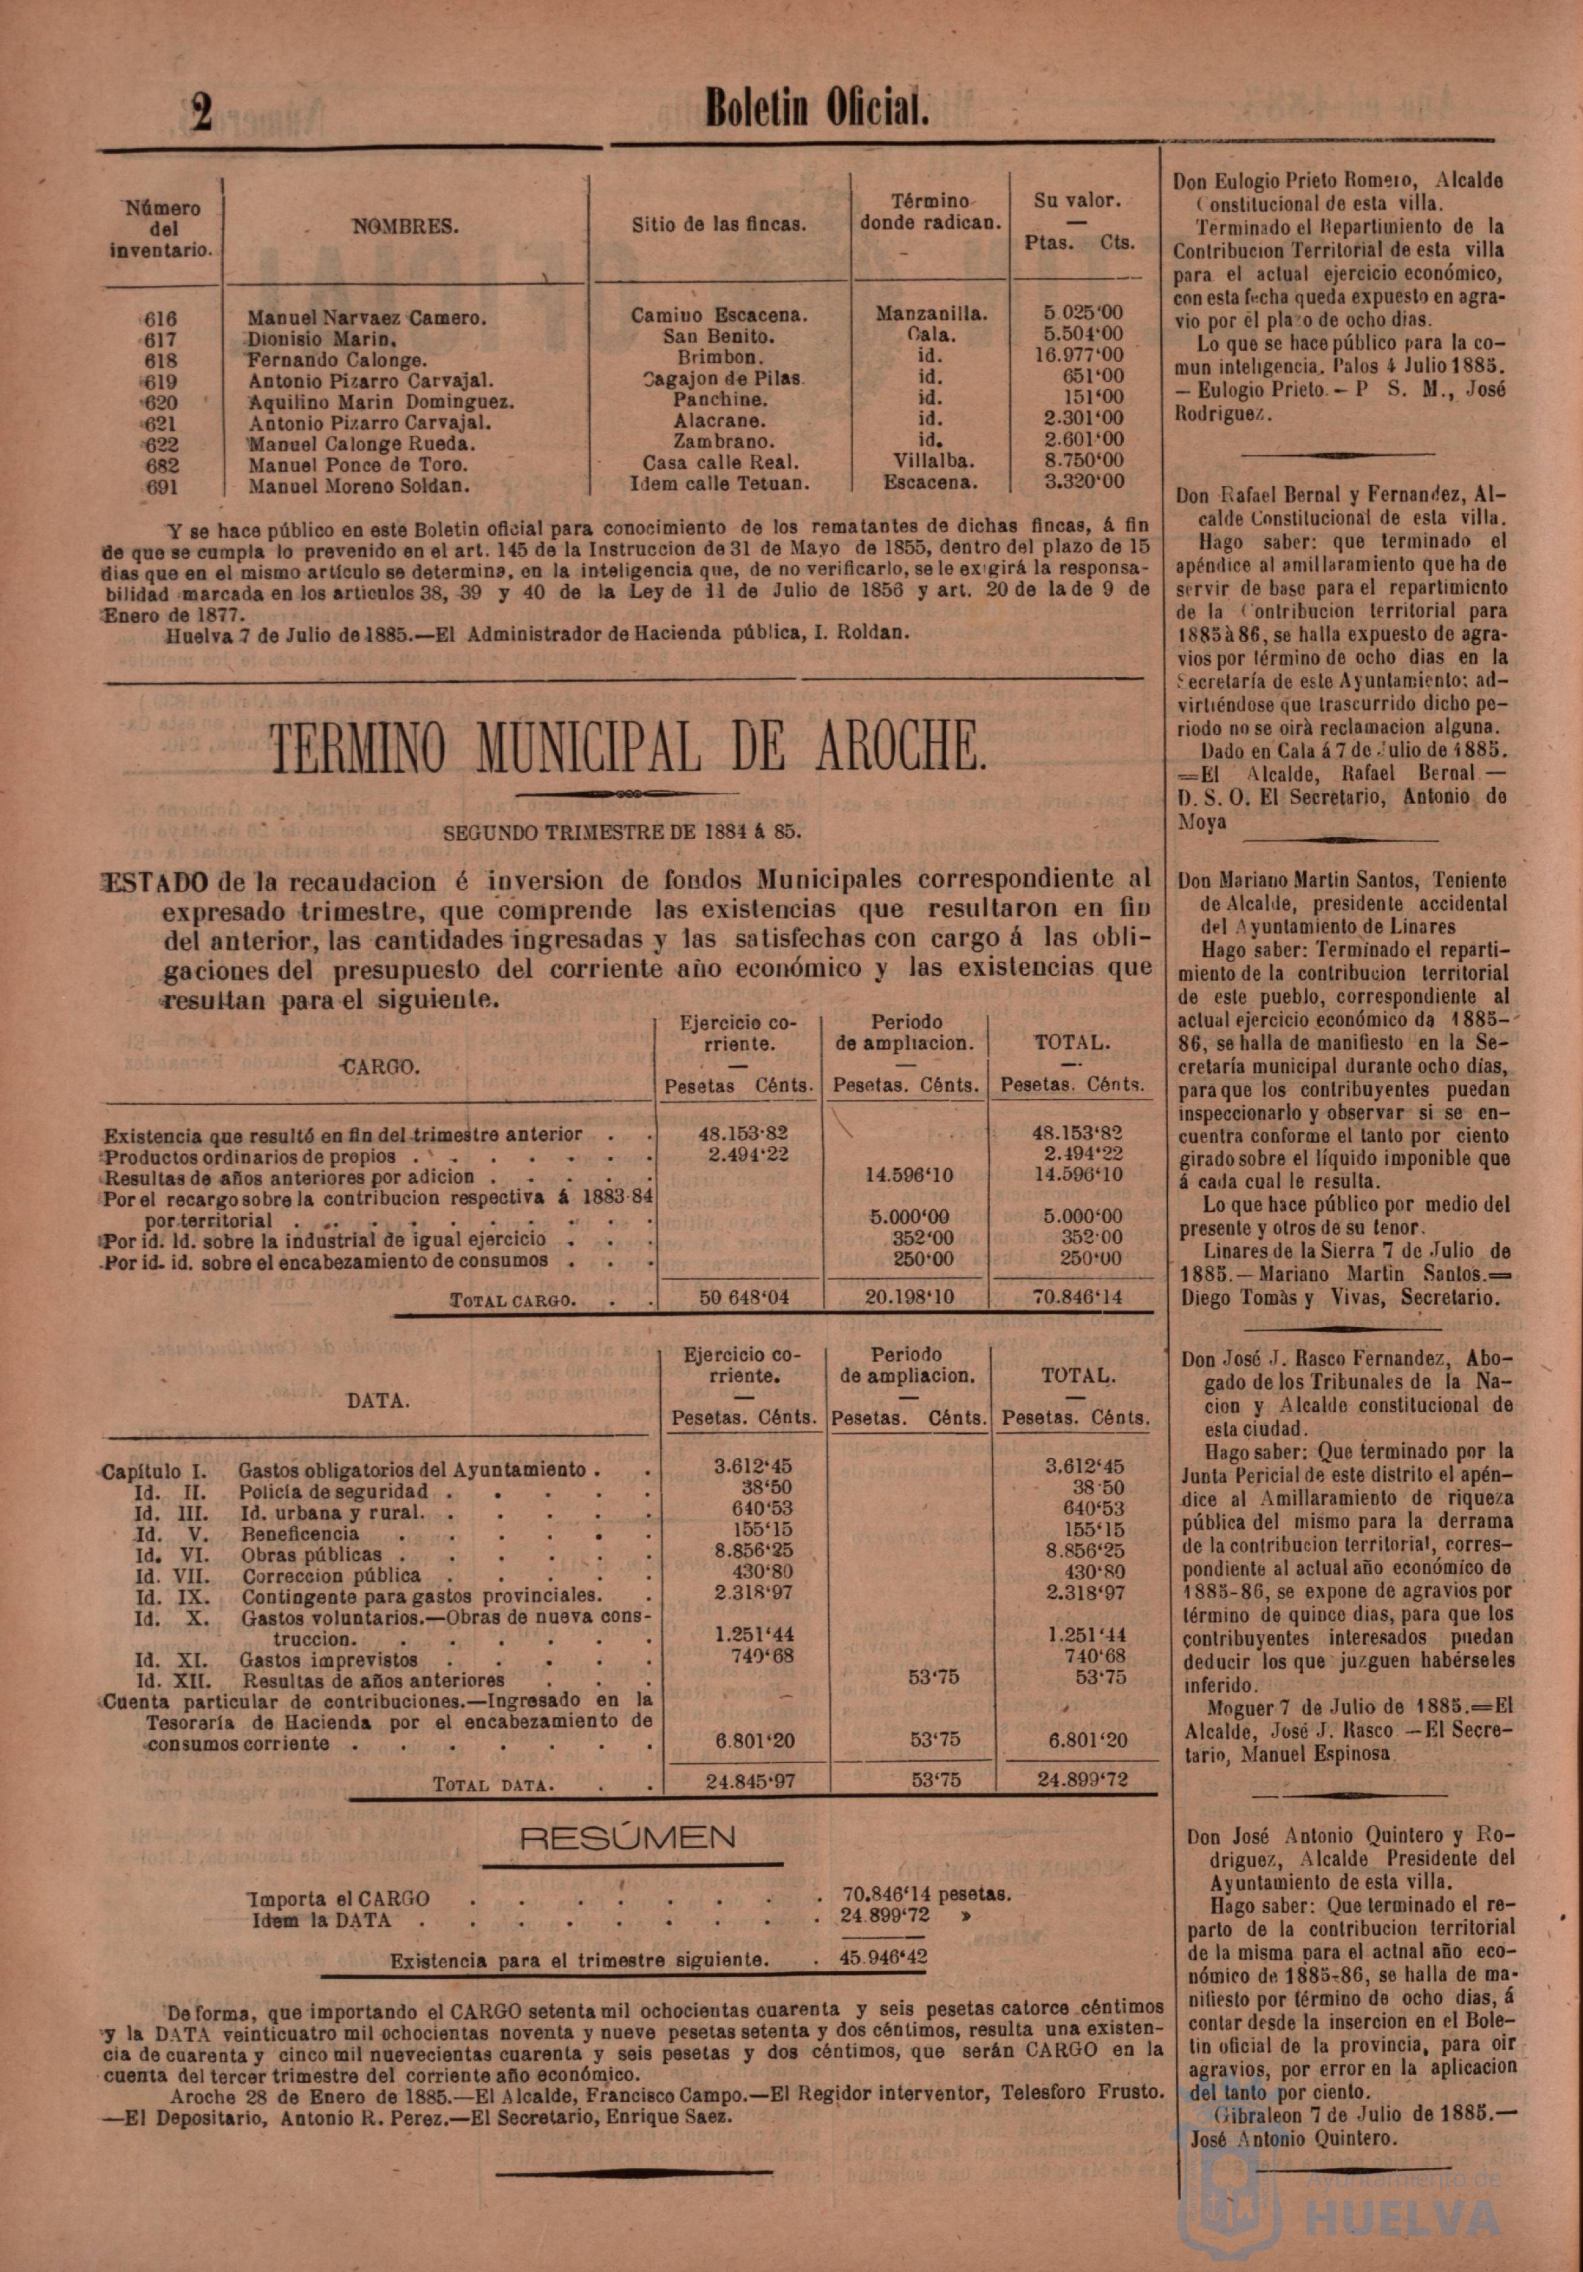 2
Boletin Oficial.
Número
del
inventario.
NOMBRES.
Sitio de las fincas.
Término
donde radican.
Su valor.
Ptas. Cts.
616 Manuel Narvaez Camero. Camino Escacena. Manzanilla. 5.025'00
617 Dionisio Marin. San Benito. Cala. 5.504'00
618 Fernando Calonge. Brimbon. id. 16.977'00
619 Antonio Pizarro Carvajal. Cagajon de Pilas. id. 651'00
620 Aquilino Marin Dominguez. Panchine. id. 151'00
621 Antonio Pizarro Carvajal. Alacrane. id. 2.301'00
622 Manuel Calonge Rueda. Zambrano. id. 2.601'00
682 Manuel Ponce de Toro. Casa calle Real. Villalba. 8.750'00
691 Manuel Moreno Soldan. Idem calle Tetuan. Escacena. 3.320'00
Y se hace público en este Boletin oficial para conocimiento de los rematantes de dichas fincas, á fin
de que se cumpla lo prevenido en el art. 145 de la Instruccion de 31 de Mayo de 1855, dentro del plazo de 15
dias que en el mismo artículo se determina, en la inteligencia que, de no verificarlo, se le exigirá la responsa-
bilidad marcada en los articulos 38, 39 y 40 de la Ley de 11 de Julio de 1856 y art. 20 de la de 9 de
Enero de 1877.
Huelva 7 de Julio de 1885.—El Administrador de Hacienda pública, I. Roldan.
TERMINO MUNICIPAL DE AROCHE.
SEGUNDO TRIMESTRE DE 1884 á 85.
ESTADO de la recaudacion é inversion de fondos Municipales correspondiente al
expresado trimestre, que comprende las existencias que resultaron en fin
del anterior, las cantidades ingresadas y las satisfechas con cargo á las obli-
gaciones del presupuesto del corriente año económico y las existencias que
resultan para el siguiente.
CARGO.
Ejercicio co-
rriente.
Pesetas Cénts.
Periodo
de ampliacion.
Pesetas. Cénts.
TOTAL.
Pesetas. Cénts.
Existencia que resultó en fin del trimestre anterior . . 48.153'82 48.153'82
Productos ordinarios de propios . . . . . . . 2.494'22 2.494'22
Resultas de años anteriores por adicion . . . . . 14.596'10 14.596'10
Por el recargo sobre la contribucion respectiva á 1883-84
por territorial . . . . . . . . . 5.000'00 5.000'00
Por id. Id. sobre la industrial de igual ejercicio . . . 352'00 352'00
Por id. id. sobre el encabezamiento de consumos . . . 250'00 250'00
TOTAL CARGO. . . 50 648'04 20.198'10 70.846'14
DATA.
Ejercicio co-
rriente.
Pesetas. Cénts.
Periodo
de ampliacion.
Pesetas. Cénts.
TOTAL.
Pesetas. Cénts.
Capítulo I. Gastos obligatorios del Ayuntamiento . . 3.612'45 3.612'45
Id. II. Policía de seguridad . . . . . 38'50 38'50
Id. III. Id. urbana y rural. . . . . . 640'53 640'53
Id. V. Beneficencia . . . . . . 155'15 155'15
Id. VI. Obras públicas . . . . . . 8.856'25 8.856'25
Id. VII. Correccion pública . . . . . 430'80 430'80
Id. IX. Contingente para gastos provinciales. . 2.318'97 2.318'97
Id. X. Gastos voluntarios.—Obras de nueva cons-
truccion. . . . . . . 1.251'44 1.251'44
Id. XI. Gastos imprevistos . . . . . 740'68 740'68
Id. XII. Resultas de años anteriores . . . 53'75 53'75
Cuenta particular de contribuciones.—Ingresado en la
Tesoraría de Hacienda por el encabezamiento de
consumos corriente . . . . . . . 6.801'20 53'75 6.801'20
TOTAL DATA. . . 24.845'97 53'75 24.899'72
RESÚMEN
Importa el CARGO . . . . . . . . 70.846'14 pesetas.
Idem la DATA . . . . . . . . . 24.899'72 »
Existencia para el trimestre siguiente. . 45.946'42
De forma, que importando el CARGO setenta mil ochocientas cuarenta y seis pesetas catorce céntimos
y la DATA veinticuatro mil ochocientas noventa y nueve pesetas setenta y dos céntimos, resulta una existen-
cia de cuarenta y cinco mil nuevecientas cuarenta y seis pesetas y dos céntimos, que serán CARGO en la
cuenta del tercer trimestre del corriente año económico.
Aroche 28 de Enero de 1885.—El Alcalde, Francisco Campo.—El Regidor interventor, Telesforo Frusto.
—El Depositario, Antonio R. Perez.—El Secretario, Enrique Saez.
Don Eulogio Prieto Romero, Alcalde
Constitucional de esta villa.
Terminado el Repartimiento de la
Contribucion Territorial de esta villa
para el actual ejercicio económico,
con esta fecha queda expuesto en agra-
vio por el plazo de ocho dias.
Lo que se hace público para la co-
mun inteligencia. Palos 4 Julio 1885.
— Eulogio Prieto. — P S. M., José
Rodriguez.
Don Rafael Bernal y Fernandez, Al-
calde Constitucional de esta villa.
Hago saber: que terminado el
apéndice al amillaramiento que ha de
servir de base para el repartimiento
de la Contribucion territorial para
1885 à 86, se halla expuesto de agra-
vios por término de ocho dias en la
Secretaría de este Ayuntamiento; ad-
virtiéndose que trascurrido dicho pe-
riodo no se oirà reclamacion alguna.
Dado en Cala á 7 de Julio de 1885.
=El Alcalde, Rafael Bernal.—
D. S. O. El Secretario, Antonio de
Moya
Don Mariano Martin Santos, Teniente
de Alcalde, presidente accidental
del Ayuntamiento de Linares
Hago saber: Terminado el reparti-
miento de la contribucion territorial
de este pueblo, correspondiente al
actual ejercicio económico da 1885-
86, se halla de manifiesto en la Se-
cretaría municipal durante ocho dias,
para que los contribuyentes puedan
inspeccionarlo y observar si se en-
cuentra conforme el tanto por ciento
girado sobre el líquido imponible que
á cada cual le resulta.
Lo que hace público por medio del
presente y otros de su tenor.
Linares de la Sierra 7 de Julio de
1885.—Mariano Martin Santos.=
Diego Tomàs y Vivas, Secretario.
Don José J. Rasco Fernandez, Abo-
gado de los Tribunales de la Na-
cion y Alcalde constitucional de
esta ciudad.
Hago saber: Que terminado por la
Junta Pericial de este distrito el apén-
dice al Amillaramiento de riqueza
pública del mismo para la derrama
de la contribucion territorial, corres-
pondiente al actual año económico de
1885-86, se expone de agravios por
término de quince dias, para que los
contribuyentes interesados puedan
deducir los que juzguen habérseles
inferido.
Moguer 7 de Julio de 1885.=El
Alcalde, José J. Rasco —El Secre-
tario, Manuel Espinosa
Don José Antonio Quintero y Ro-
driguez, Alcalde Presidente del
Ayuntamiento de esta villa.
Hago saber: Que terminado el re-
parto de la contribucion territorial
de la misma para el actnal año eco-
nómico de 1885-86, se halla de ma-
nifiesto por término de ocho dias, á
contar desde la insercion en el Bole-
tin oficial de la provincia, para oir
agravios, por error en la aplicacion
del tanto por ciento.
Gibraleon 7 de Julio de 1885.—
José Antonio Quintero.
Ayuntamiento de
HUELVA